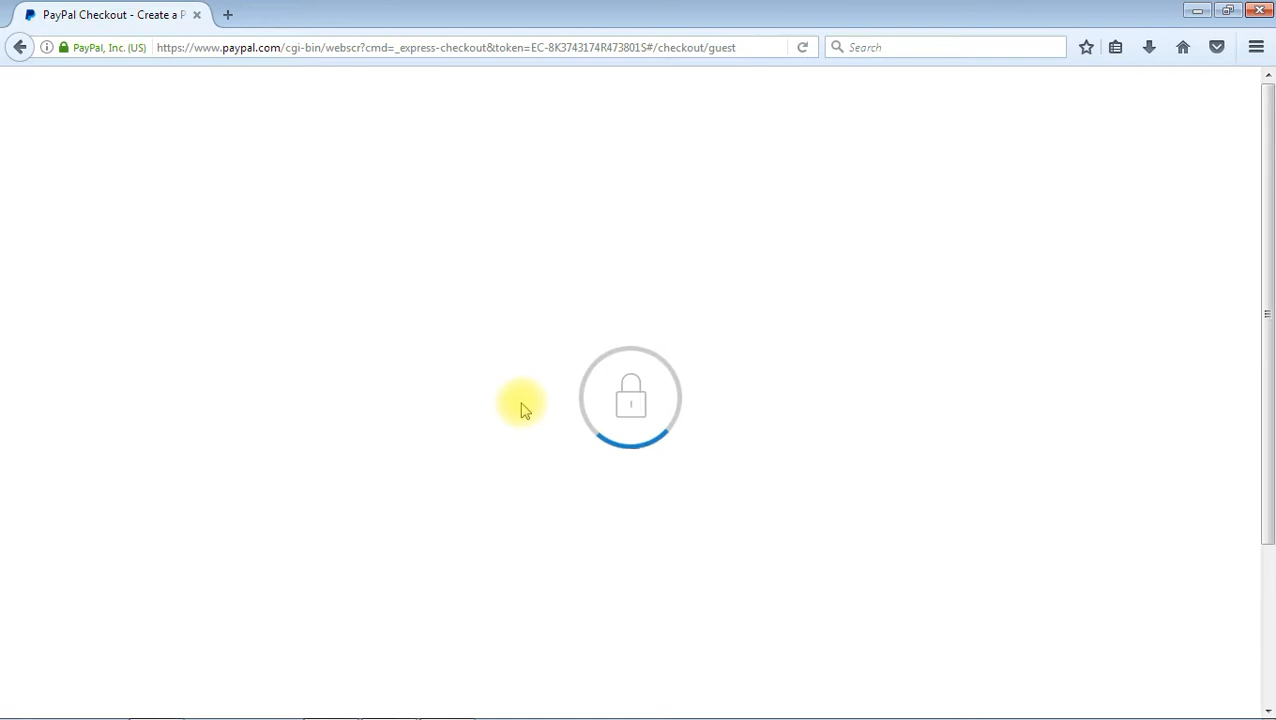 PayPal Checkout - Create a P
PayPal, Inc. (US)
https://www.paypal.com/cgi-bin/webscr?cmd=_express-checkout&token=EC-8K3743174R473801S#/checkout/guest
Search